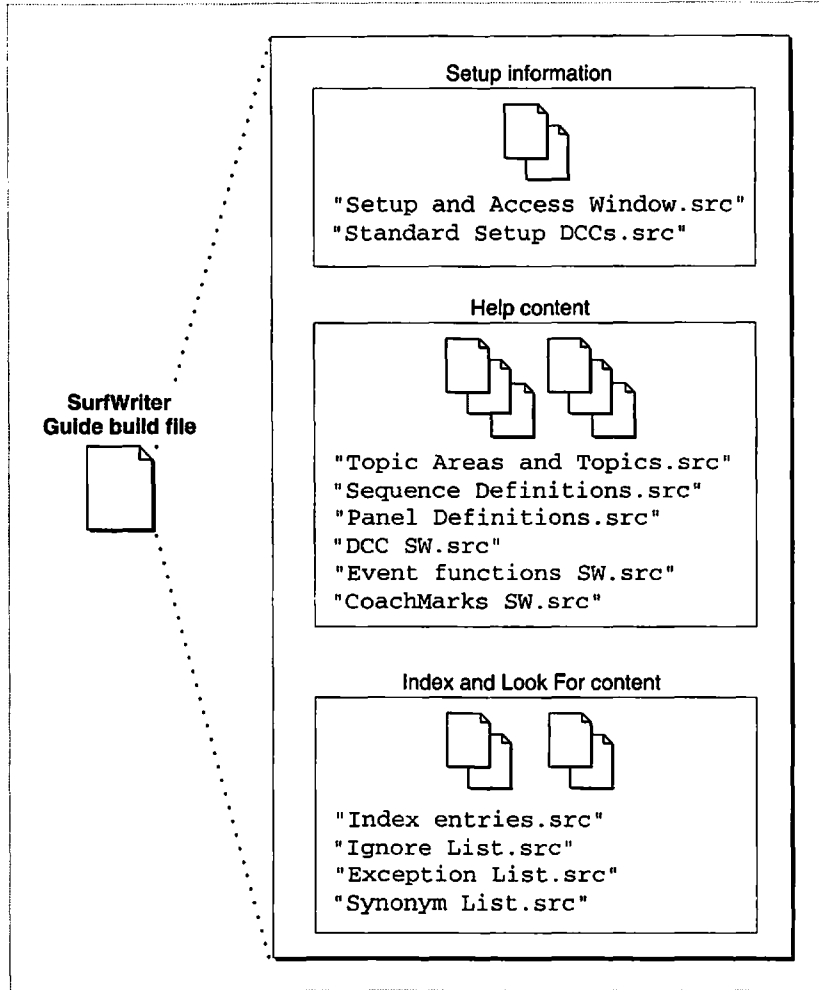 Setup information
"Setup and Access Window.src"
"Standard Setup DCCs.src"
Help content
SurfWriter
Guide build file
"Topic Areas and Topics.src"
"Sequence Definitions.src"
"Panel Definitions.src"
"DCC SW.src"
"Event functions SW.src"
"CoachMarks SW.src"
Index and Look For content
"Index entries.src"
"Ignore List.src"
"Exception List.src"
"Synonym List.src"